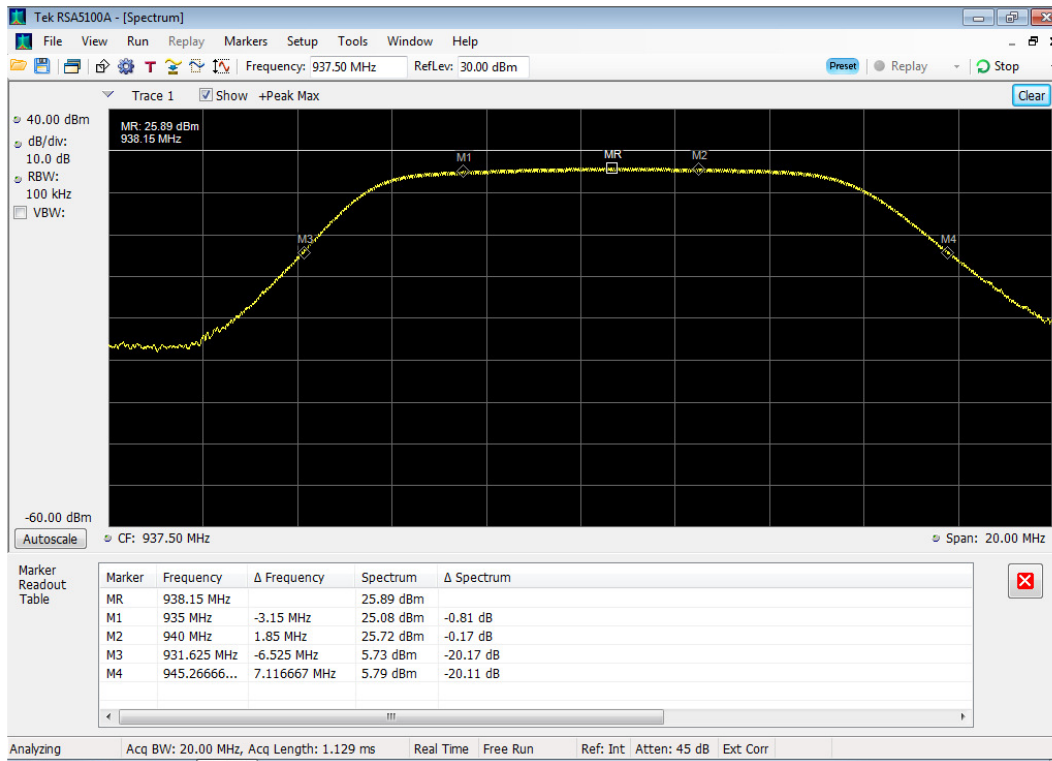 Tek RSA5100A - [Spectrum]
File View Run Replay Markers Setup Tools Window Help
T Frequency: 937.50 MHz RefLev: 30.00 dBm Preset Replay Stop
Trace 1 Show +Peak Max Clear
40.00 dBm
dB/div:
10.0 dB
RBW:
100 kHz
VBW:
MR: 25.89 dBm
938.15 MHz
M1 MR M2
M3 M4
-60.00 dBm
Autoscale CF: 937.50 MHz Span: 20.00 MHz
Marker
Readout
Table
Marker Frequency Δ Frequency Spectrum Δ Spectrum
MR 938.15 MHz 25.89 dBm
M1 935 MHz -3.15 MHz 25.08 dBm -0.81 dB
M2 940 MHz 1.85 MHz 25.72 dBm -0.17 dB
M3 931.625 MHz -6.525 MHz 5.73 dBm -20.17 dB
M4 945.26666... 7.116667 MHz 5.79 dBm -20.11 dB
Analyzing Acq BW: 20.00 MHz, Acq Length: 1.129 ms Real Time Free Run Ref: Int Atten: 45 dB Ext Corr